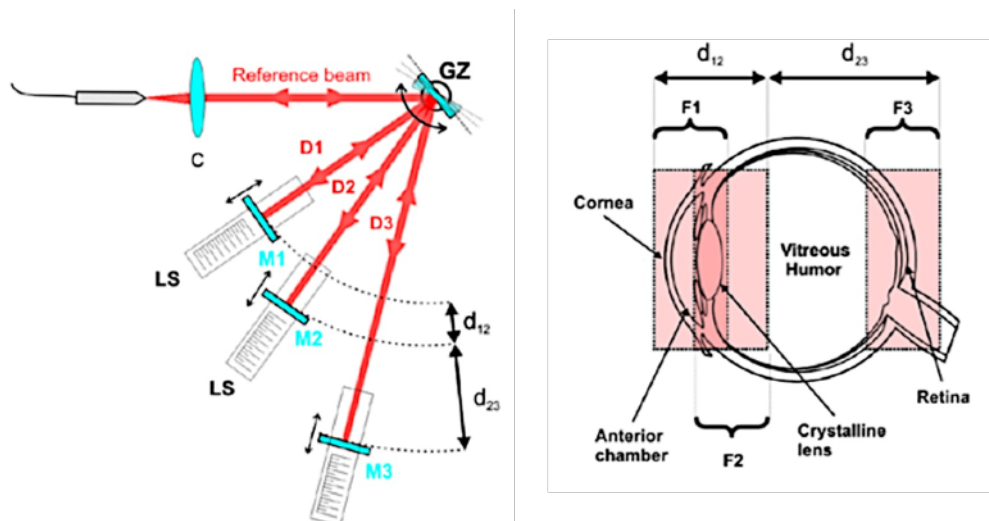 GZ
Reference beam
C
D1
D2
D3
LS
M1
M2
LS
M3
d12
d23
d12
d23
F1
F3
Cornea
Vitreous
Humor
Anterior
chamber
F2
Crystalline
lens
Retina